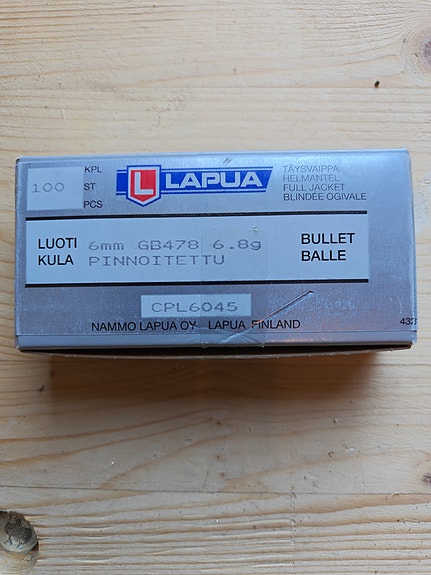 100
KPL
ST
PCS
L LAPUA
TÄYSVAIPPA
HELMANTEL
FULL JACKET
BLINDÉE OGIVALE
LUOTI
KULA
6mm GB478 6.8g
PINNOITETTU
BULLET
BALLE
CPL6045
NAMMO LAPUA OY LAPUA FINLAND